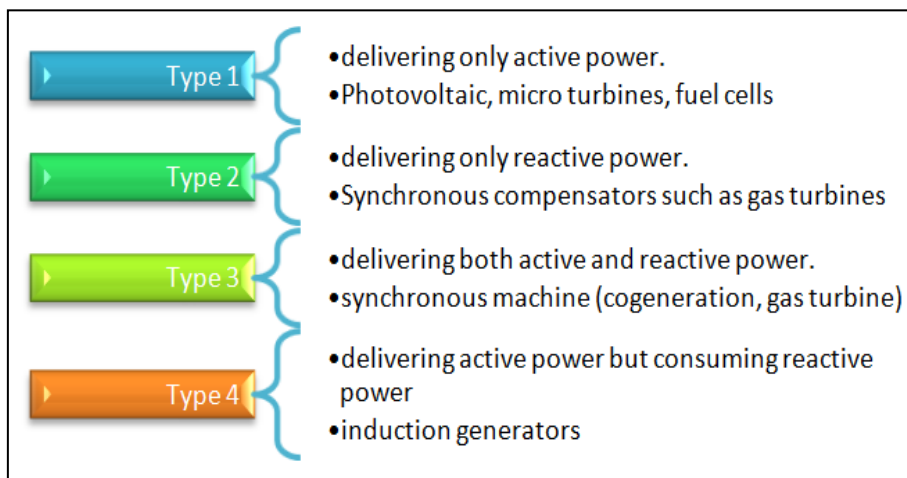 Type 1
•delivering only active power.
•Photovoltaic, micro turbines, fuel cells
Type 2
•delivering only reactive power.
•Synchronous compensators such as gas turbines
Type 3
•delivering both active and reactive power.
•synchronous machine (cogeneration, gas turbine)
Type 4
•delivering active power but consuming reactive
power
•induction generators